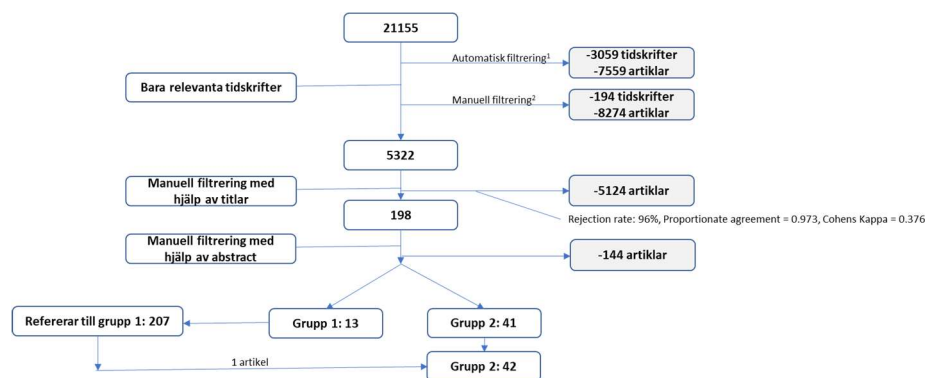 21155
Automatisk filtrering1
-3059 tidskrifter
-7559 artiklar
Bara relevanta tidskrifter
Manuell filtrering2
-194 tidskrifter
-8274 artiklar
5322
Manuell filtrering med
hjälp av titlar
-5124 artiklar
198
Rejection rate: 96%, Proportionate agreement = 0.973, Cohens Kappa = 0.376
Manuell filtrering med
hjälp av abstract
-144 artiklar
Refererar till grupp 1: 207
Grupp 1: 13
Grupp 2: 41
1 artikel
Grupp 2: 42